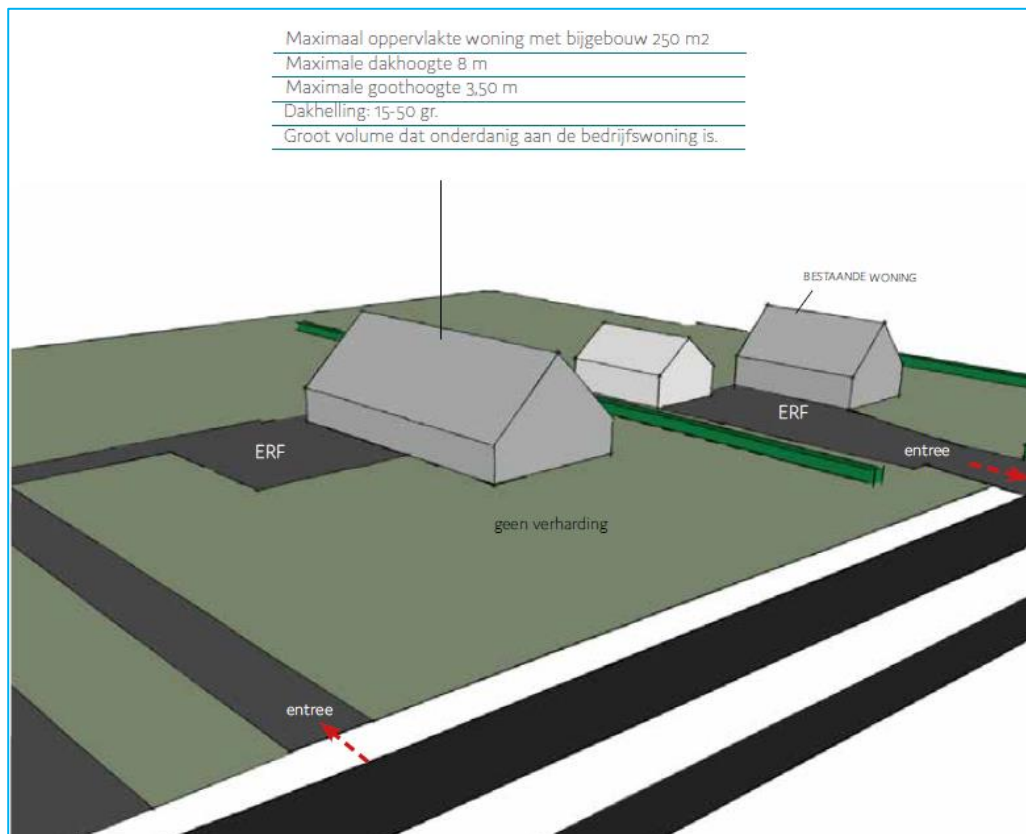 Maximaal oppervlakte woning met bijgebouw 250 m2
Maximale dakhoogte 8 m
Maximale goothoogte 3,50 m
Dakhelling: 15-50 gr.
Groot volume dat onderdanig aan de bedrijfswoning is.
BESTAANDE WONING
ERF
ERF
entree
geen verharding
entree